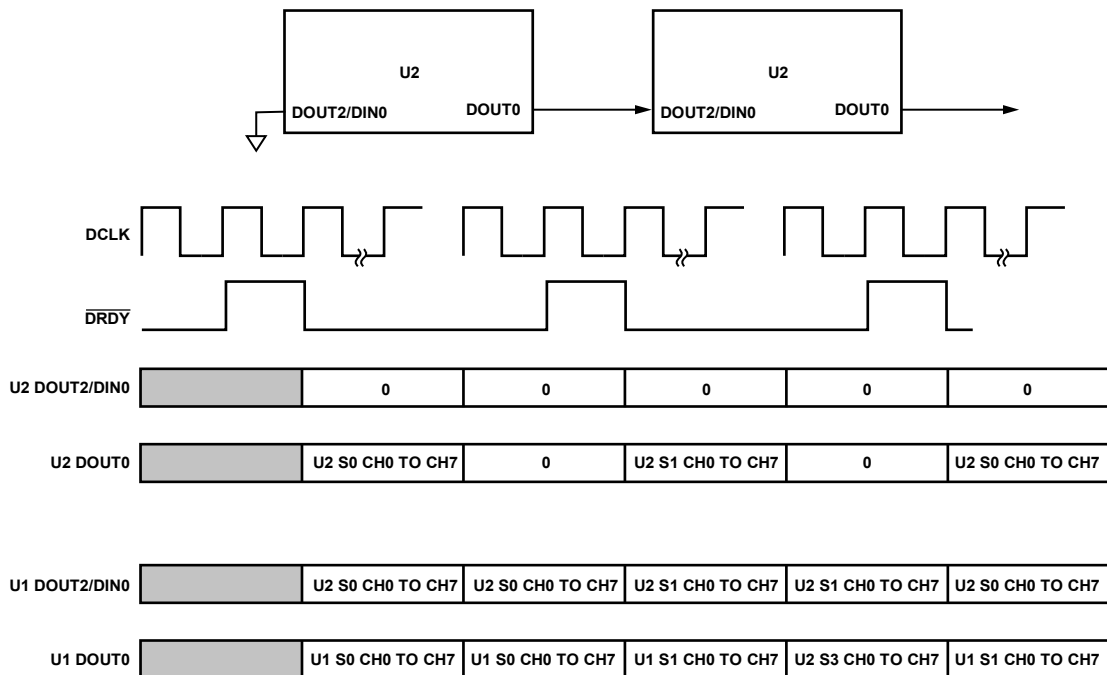 U2 U2
DOUT2/DIN0 DOUT0 DOUT2/DIN0 DOUT0
DCLK
DRDY
U2 DOUT2/DIN0 0 0 0 0 0
U2 DOUT0 U2 S0 CH0 TO CH7 0 U2 S1 CH0 TO CH7 0 U2 S0 CH0 TO CH7
U1 DOUT2/DIN0 U2 S0 CH0 TO CH7 U2 S0 CH0 TO CH7 U2 S1 CH0 TO CH7 U2 S1 CH0 TO CH7 U2 S0 CH0 TO CH7
U1 DOUT0 U1 S0 CH0 TO CH7 U1 S0 CH0 TO CH7 U1 S1 CH0 TO CH7 U2 S3 CH0 TO CH7 U1 S1 CH0 TO CH7